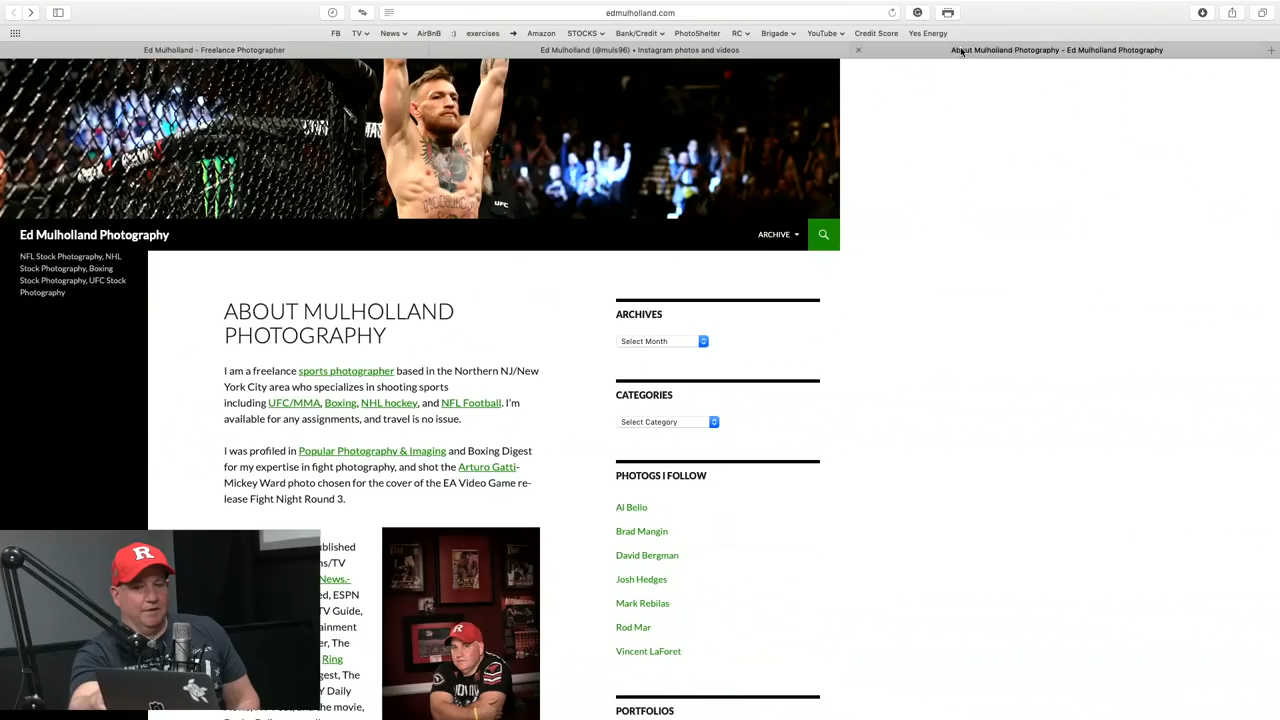 edmulholland.com
FB TV News AirBnB :) exercises → Amazon STOCKS Bank/Credit PhotoShelter RC Brigade YouTube Credit Score Yes Energy
Ed Mulholland - Freelance Photographer
Ed Mulholland (@muls96) • Instagram photos and videos
About Mulholland Photography - Ed Mulholland Photography
UFC
Ed Mulholland Photography
ARCHIVE
NFL Stock Photography, NHL
Stock Photography, Boxing
Stock Photography, UFC Stock
Photography
ABOUT MULHOLLAND
PHOTOGRAPHY
I am a freelance sports photographer based in the Northern NJ/New
York City area who specializes in shooting sports
including UFC/MMA, Boxing, NHL hockey, and NFL Football. I'm
available for any assignments, and travel is no issue.
I was profiled in Popular Photography & Imaging and Boxing Digest
for my expertise in fight photography, and shot the Arturo Gatti-
Mickey Ward photo chosen for the cover of the EA Video Game re-
lease Fight Night Round 3.
ublished
ns/TV
News.-
ed, ESPN
TV Guide,
tainment
er, The
Ring
gest, The
Y Daily
the movie,
R
R
ARCHIVES
Select Month
CATEGORIES
Select Category
PHOTOGS I FOLLOW
Al Bello
Brad Mangin
David Bergman
Josh Hedges
Mark Rebilas
Rod Mar
Vincent LaForet
PORTFOLIOS